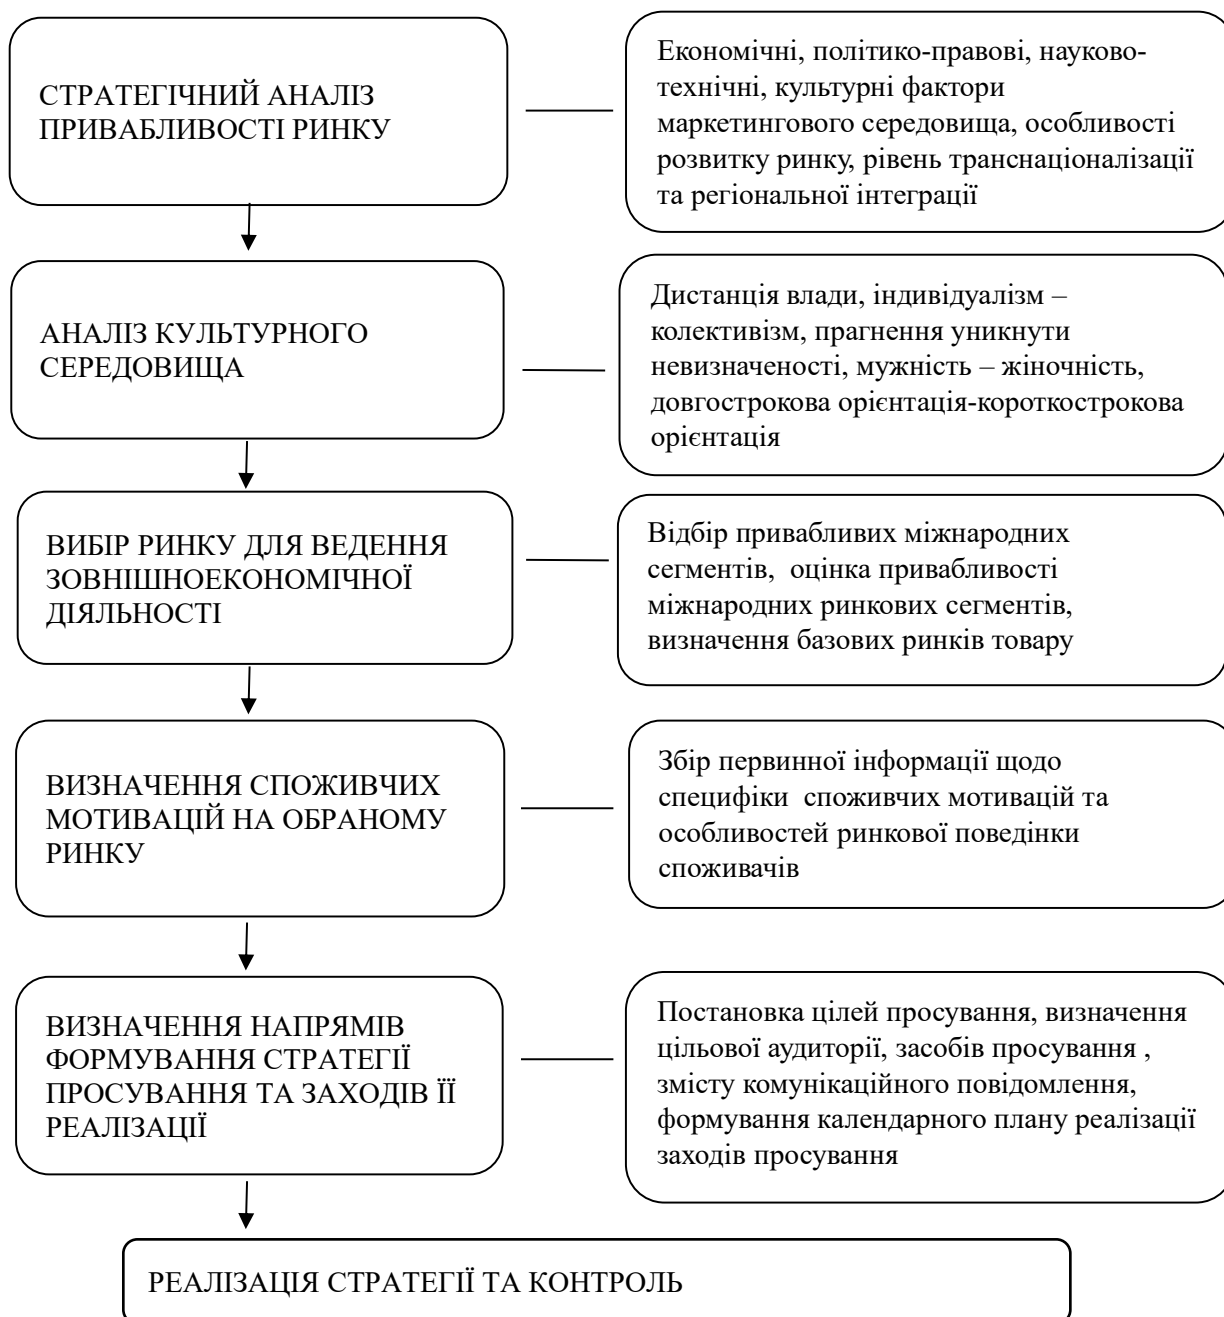 СТРАТЕГІЧНИЙ АНАЛІЗ
ПРИВАБЛИВОСТІ РИНКУ
Економічні, політико-правові, науково-
технічні, культурні фактори
маркетингового середовища, особливості
розвитку ринку, рівень транснаціоналізації
та регіональної інтеграції
АНАЛІЗ КУЛЬТУРНОГО
СЕРЕДОВИЩА
Дистанція влади, індивідуалізм –
колективізм, прагнення уникнути
невизначеності, мужність – жіночність,
довгострокова орієнтація-короткострокова
орієнтація
ВИБІР РИНКУ ДЛЯ ВЕДЕННЯ
ЗОВНІШНОЕКОНОМІЧНОЇ
ДІЯЛЬНОСТІ
Відбір привабливих міжнародних
сегментів,  оцінка привабливості
міжнародних ринкових сегментів,
визначення базових ринків товару
ВИЗНАЧЕННЯ СПОЖИВЧИХ
МОТИВАЦІЙ НА ОБРАНОМУ
РИНКУ
Збір первинної інформації щодо
специфіки  споживчих мотивацій та
особливостей ринкової поведінки
споживачів
ВИЗНАЧЕННЯ НАПРЯМІВ
ФОРМУВАННЯ СТРАТЕГІЇ
ПРОСУВАННЯ ТА ЗАХОДІВ ЇЇ
РЕАЛІЗАЦІЇ
Постановка цілей просування, визначення
цільової аудиторії, засобів просування ,
змісту комунікаційного повідомлення,
формування календарного плану реалізації
заходів просування
РЕАЛІЗАЦІЯ СТРАТЕГІЇ ТА КОНТРОЛЬ